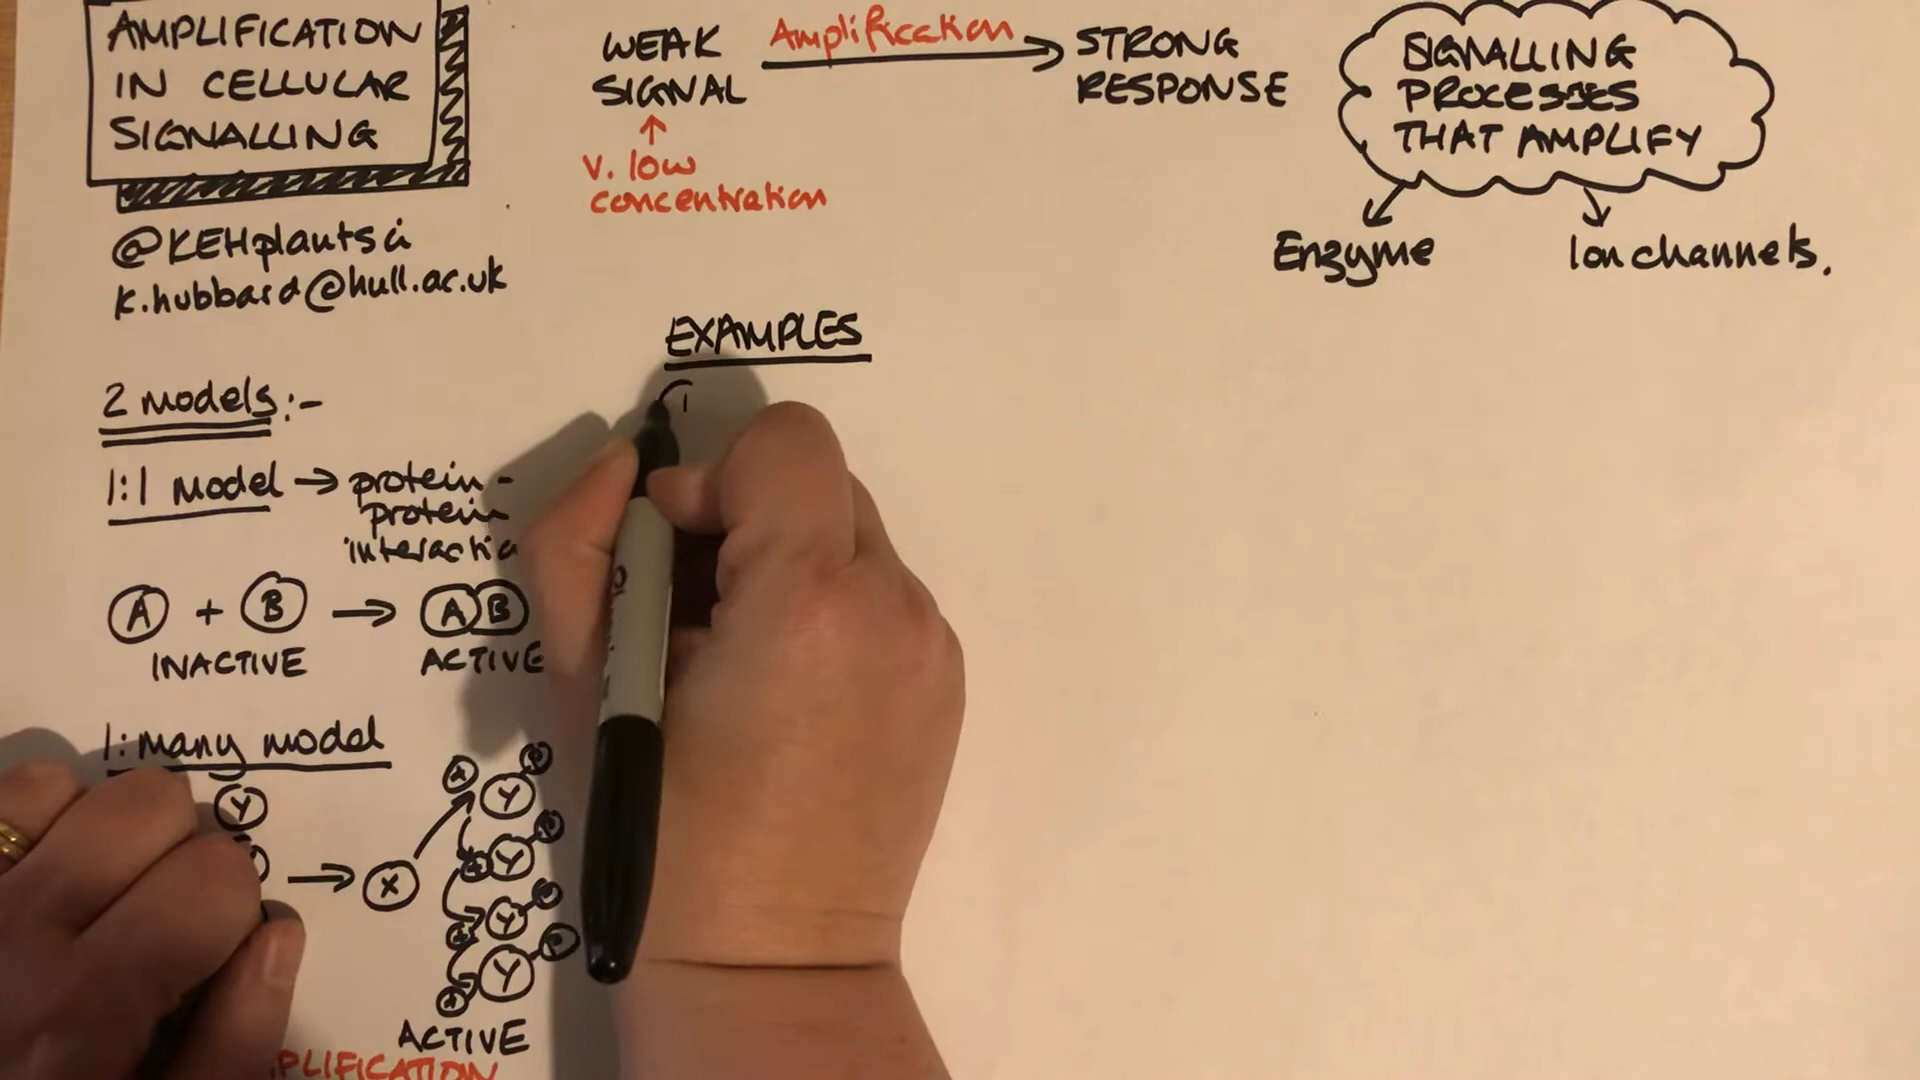 AMPLIFICATION
IN CELLULAR
SIGNALLING
@KEHplantsci
k.hubbard@hull.ac.uk
WEAK
SIGNAL
Amplification
STRONG
RESPONSE
V. low
concentration
SIGNALLING
PROCESSES
THAT AMPLIFY
Enzyme
Ion channels.
2 models:-
1:1 model → protein -
protein
interactio
A + B → A B
INACTIVE ACTIVE
1:many model
Y
→ X
Y P
Y P
Y P
Y P
ACTIVE
PLIFICATION
EXAMPLES
1